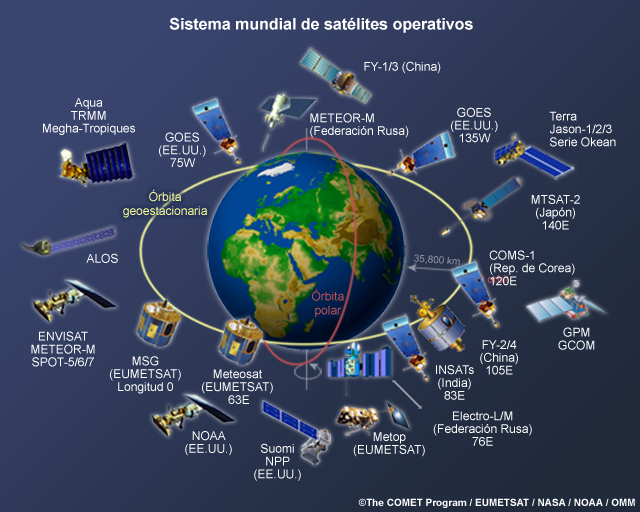 Sistema mundial de satélites operativos
FY-1/3 (China)
Aqua
TRMM
Megha-Tropiques
GOES
(EE.UU.)
75W
METEOR-M
(Federación Rusa)
GOES
(EE.UU.)
135W
Terra
Jason-1/2/3
Serie Okean
Órbita
geoestacionaria
MTSAT-2
(Japón)
140E
ALOS
35,800 km
COMS-1
(Rep. de Corea)
120E
Órbita
polar
ENVISAT
METEOR-M
SPOT-5/6/7
MSG
(EUMETSAT)
Longitud 0
Meteosat
(EUMETSAT)
63E
INSATs
(India)
83E
FY-2/4
(China)
105E
GPM
GCOM
NOAA
(EE.UU.)
Suomi
NPP
(EE.UU.)
Metop
(EUMETSAT)
Electro-L/M
(Federación Rusa)
76E
©The COMET Program / EUMETSAT / NASA / NOAA / OMM